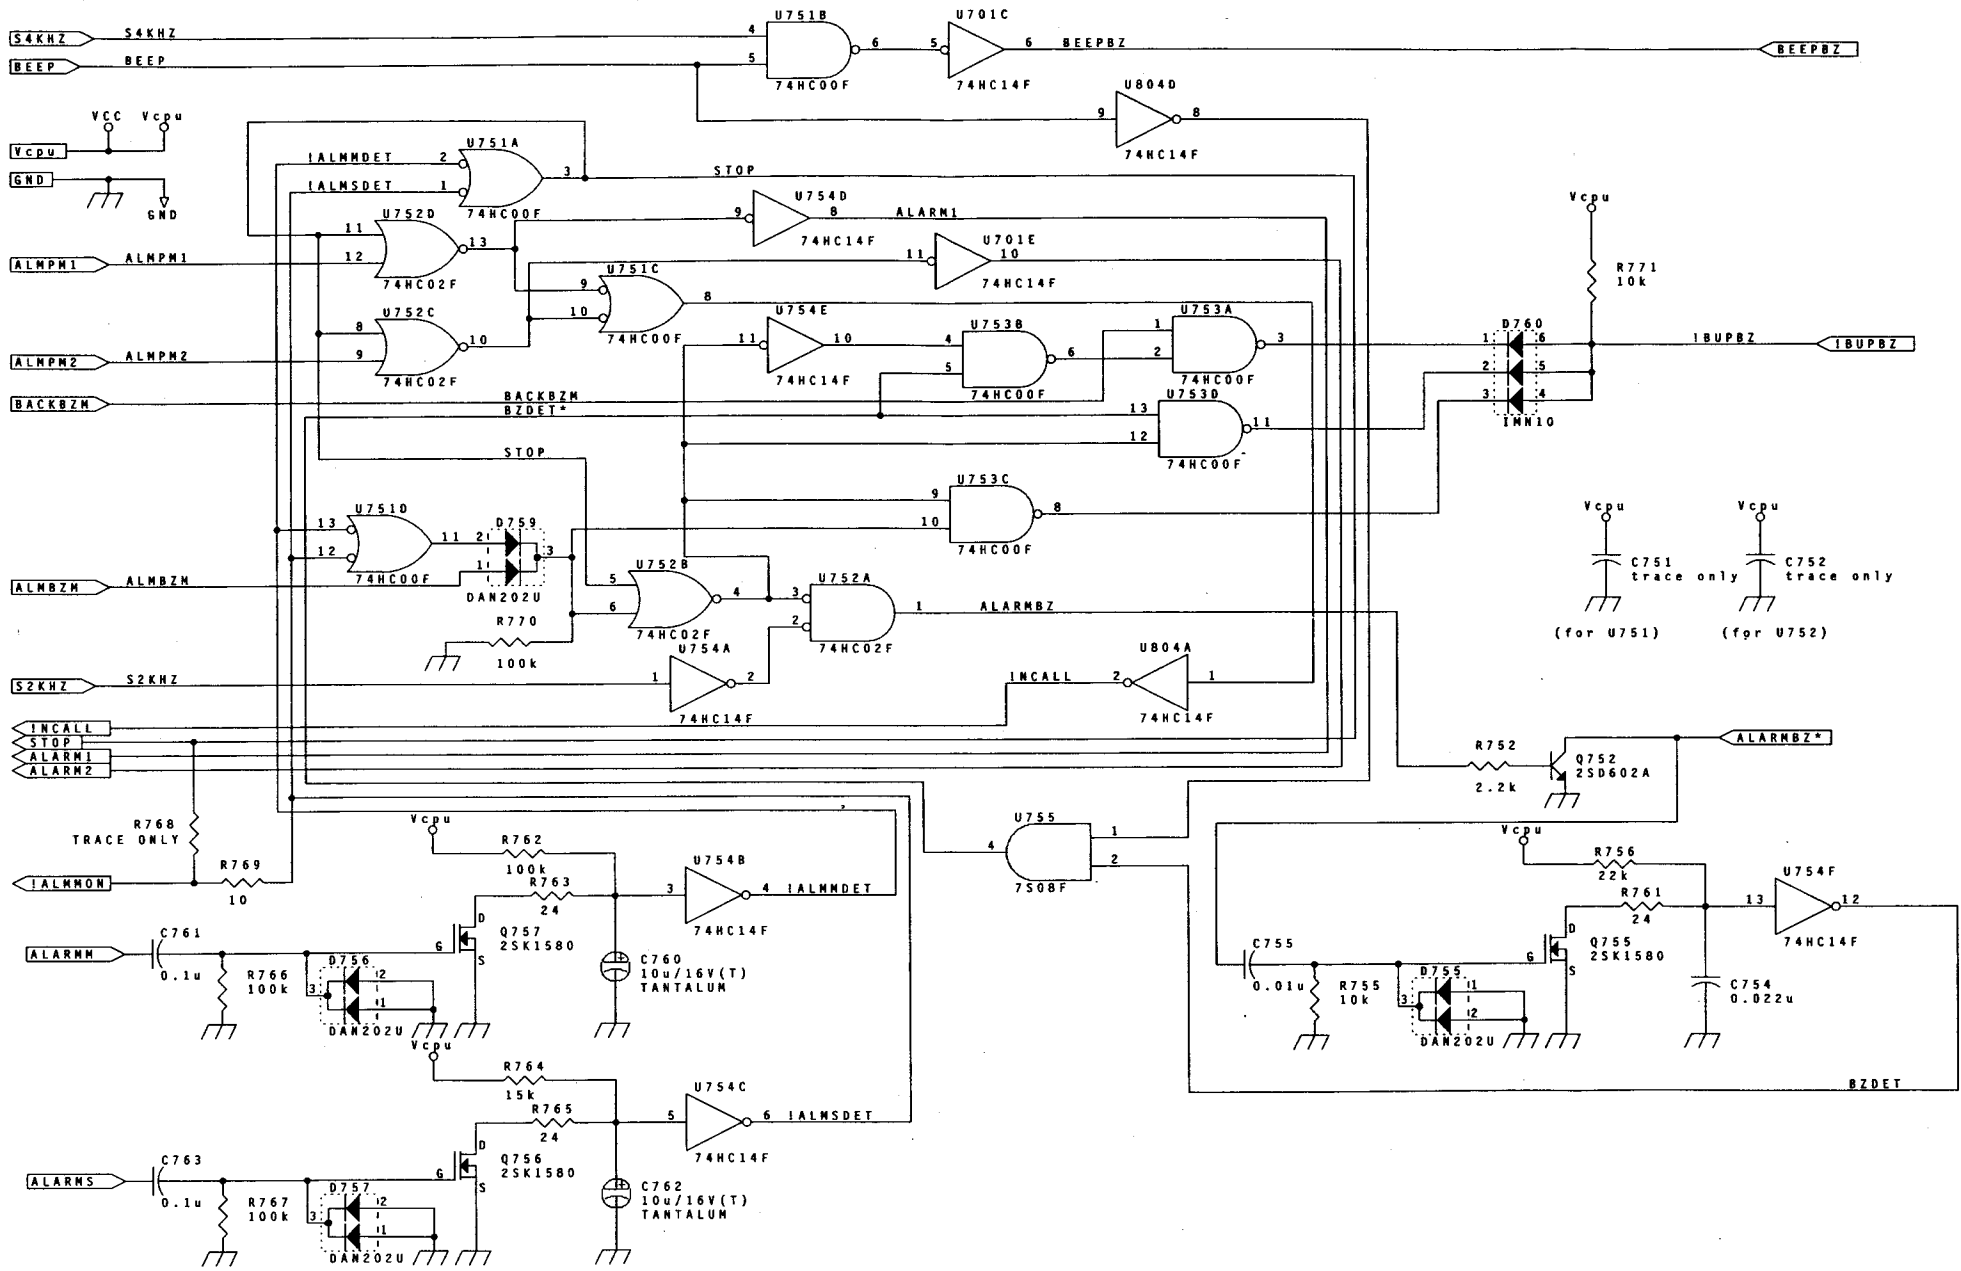 U751B
U701C
S4KHZ
S4KHZ
4
6
5
6
BEEPBZ
BEEPBZ
BEEP
BEEP
5
74HC00F
74HC14F
U804D
9
8
74HC14F
VCC
Vcpu
Vcpu
GND
GND
U751A
!ALMMDET
2
3
STOP
!ALMSDET
1
74HC00F
U752D
11
13
12
74HC02F
ALMPM1
ALMPM1
U754D
9
8
ALARM1
74HC14F
U701E
11
10
74HC14F
U751C
9
8
10
74HC00F
U752C
8
10
9
74HC02F
ALMPM2
ALMPM2
U754E
11
10
74HC14F
U753B
4
6
5
74HC00F
U753A
1
3
2
74HC00F
Vcpu
R771
10k
D760
1
6
2
5
3
4
IMN10
!BUPBZ
!BUPBZ
BACKBZM
BACKBZM
BZDET*
U753D
13
11
12
74HC00F
STOP
U753C
9
8
10
74HC00F
U751D
13
11
12
74HC00F
D759
2
3
1
DAN202U
ALMBZM
ALMBZM
U752B
5
4
6
74HC02F
R770
100k
U752A
3
1
2
74HC02F
ALARMBZ
Vcpu
Vcpu
C751
trace only
C752
trace only
(for U751)
(for U752)
S2KHZ
S2KHZ
U754A
1
2
74HC14F
U804A
!NCALL
2
1
74HC14F
!NCALL
STOP
ALARM1
ALARM2
R752
2.2k
Q752
2SD602A
ALARMBZ*
R768
TRACE ONLY
R769
10
!ALMMON
Vcpu
R762
100k
R763
24
U754B
3
4
!ALMMDET
74HC14F
U755
4
1
2
7S08F
Vcpu
R756
22k
R761
24
U754F
13
12
74HC14F
ALARMM
C761
0.1u
R766
100k
D756
2
3
1
DAN202U
G
D
S
Q757
2SK1580
C760
10u/16V(T)
TANTALUM
C755
0.01u
R755
10k
D755
1
3
2
DAN202U
G
D
S
Q755
2SK1580
C754
0.022u
BZDET
Vcpu
R764
15k
R765
24
U754C
5
6
!ALMSDET
74HC14F
ALARMS
C763
0.1u
R767
100k
D757
2
3
1
DAN202U
G
D
S
Q756
2SK1580
C762
10u/16V(T)
TANTALUM